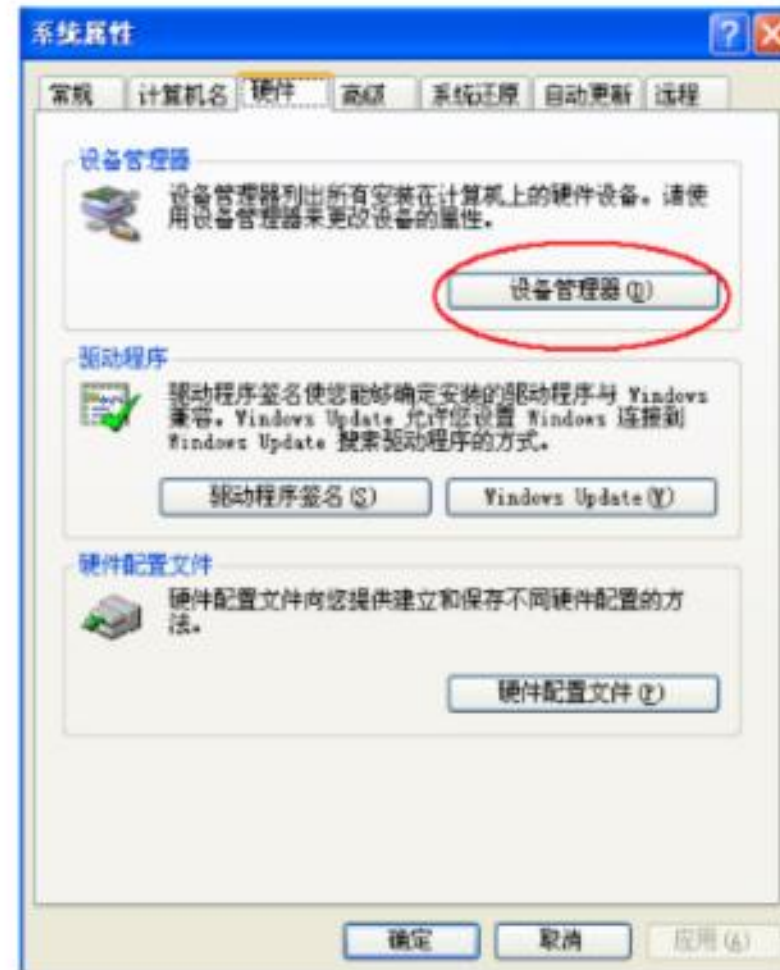 系统属性
常规 计算机名 硬件 高级 系统还原 自动更新 远程
设备管理器
设备管理器列出所有安装在计算机上的硬件设备。请使
用设备管理器来更改设备的属性。
设备管理器(D)
驱动程序
驱动程序签名使您能够确定安装的驱动程序与 Windows
兼容。Windows Update 允许您设置 Windows 连接到
Windows Update 搜索驱动程序的方式。
驱动程序签名(S) Windows Update(W)
硬件配置文件
硬件配置文件向您提供建立和保存不同硬件配置的方
法。
硬件配置文件(P)
确定 取消 应用(A)